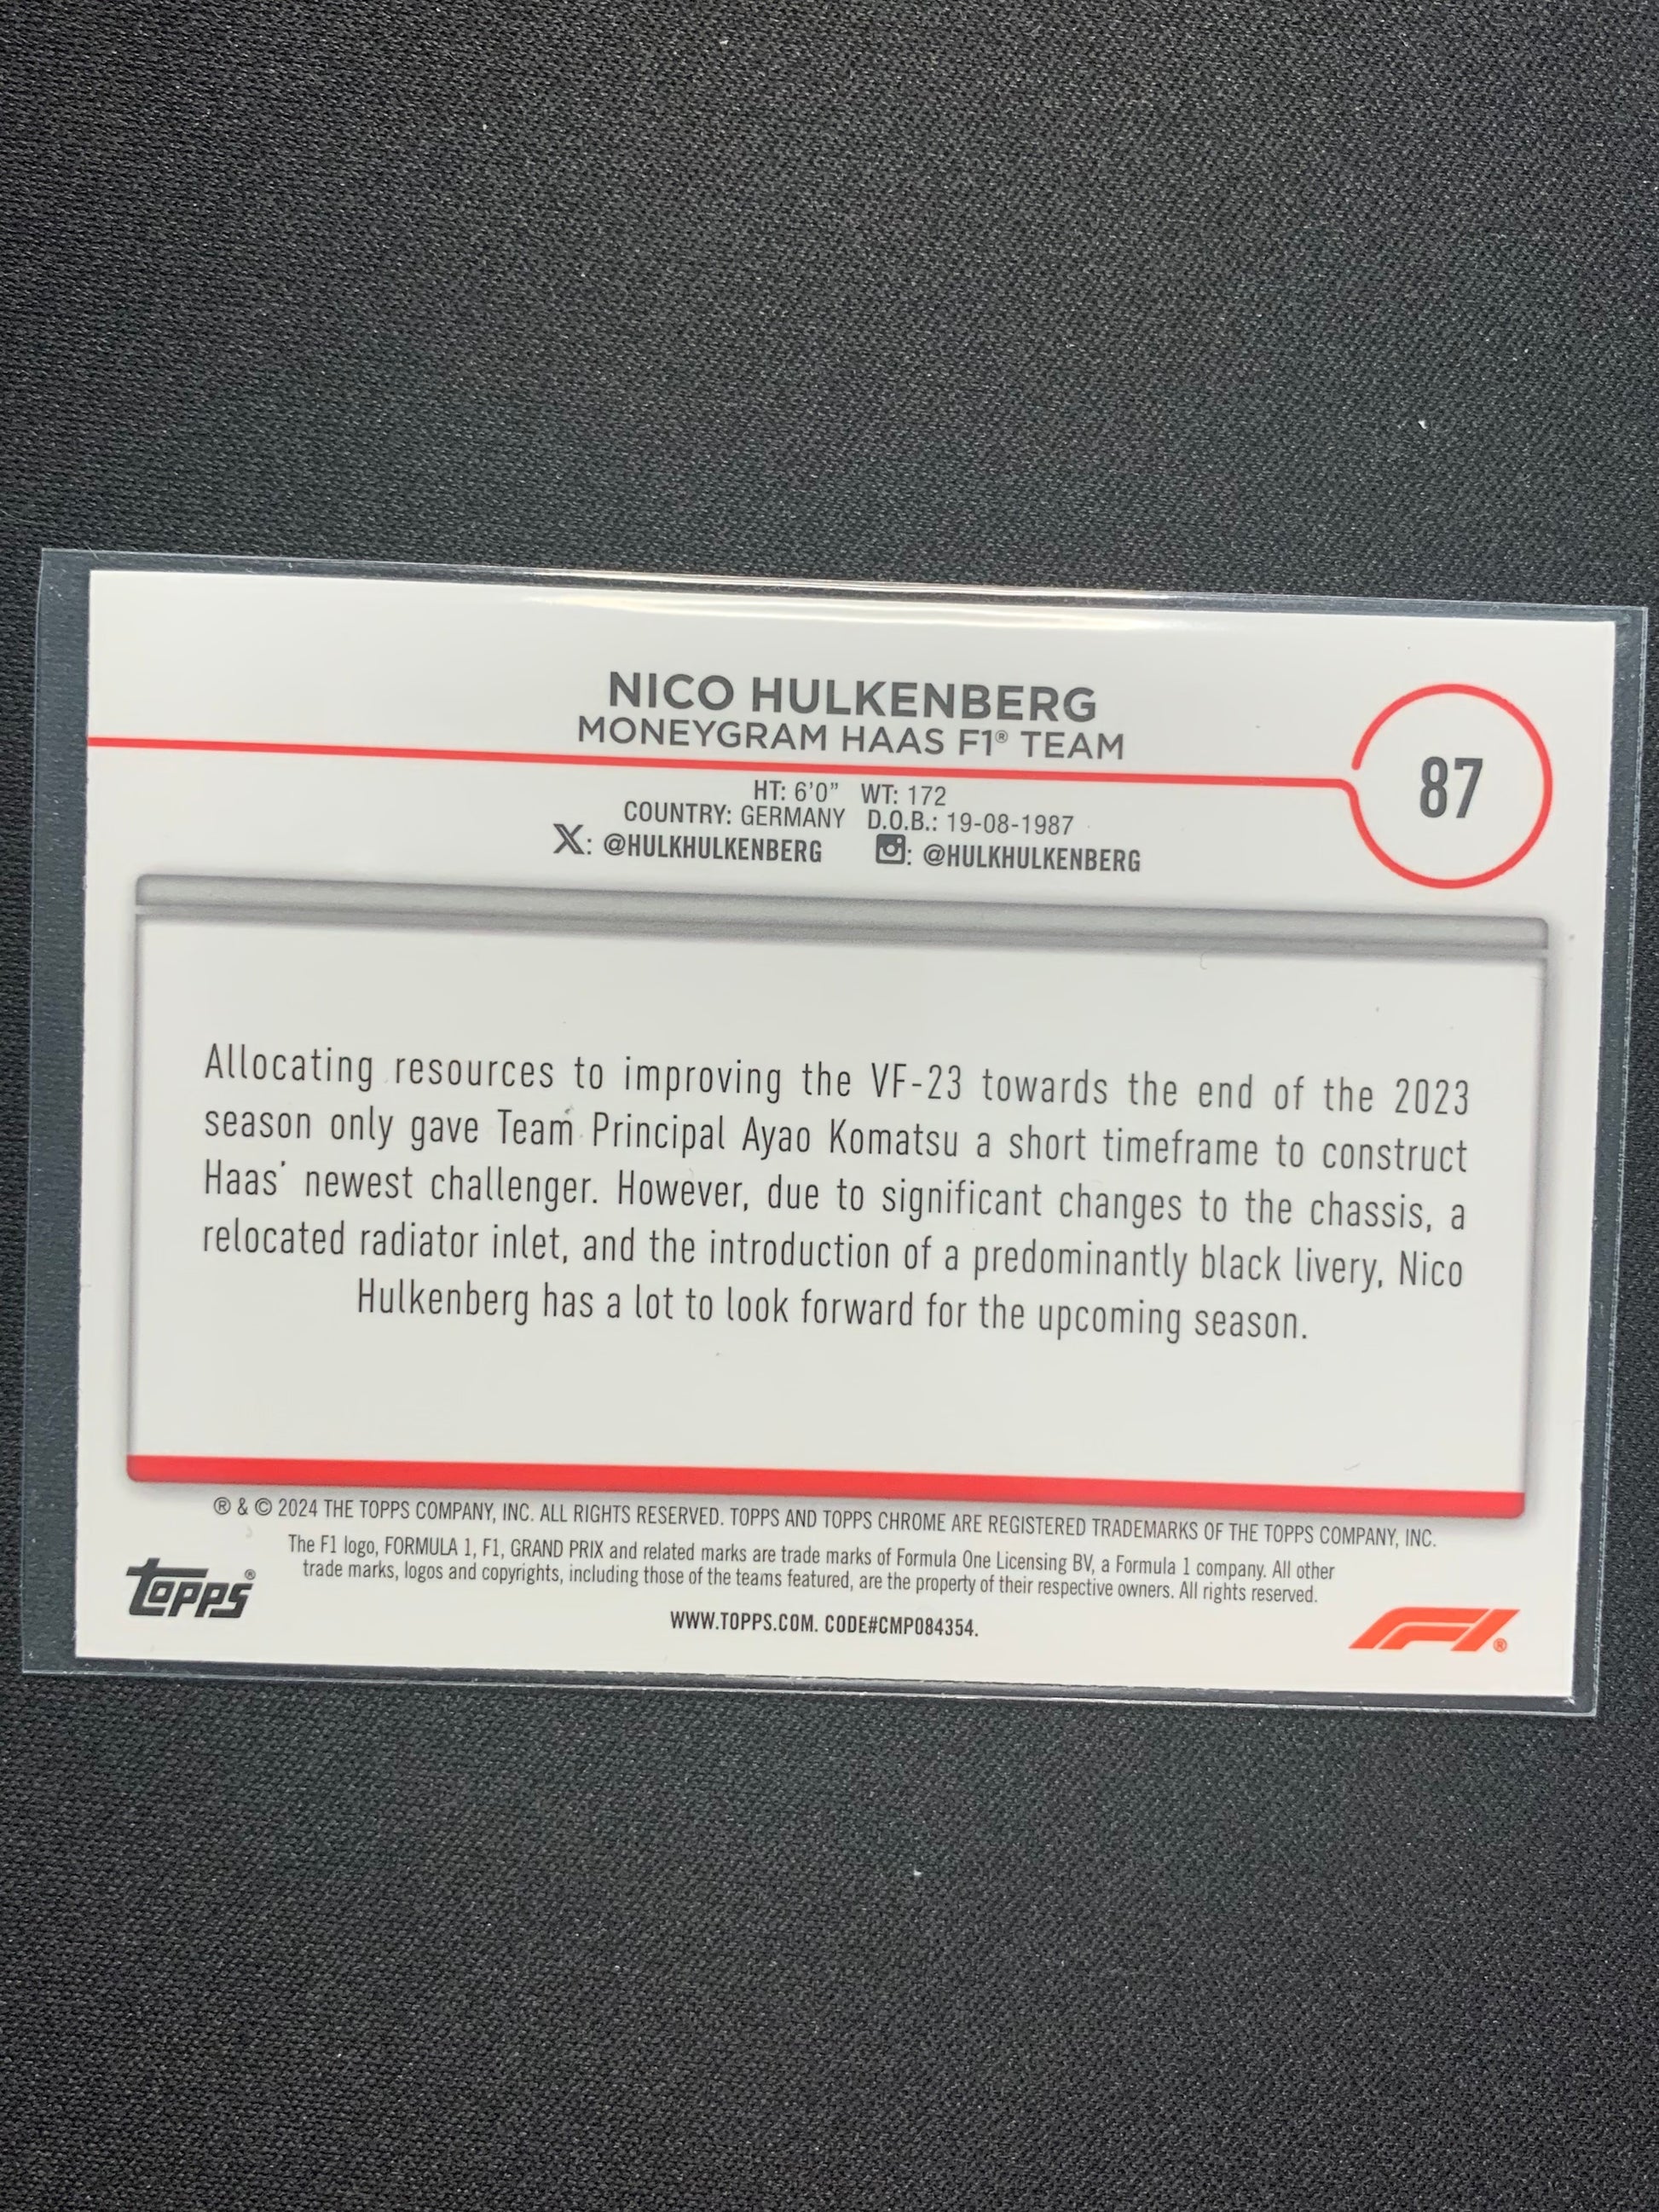 NICO HULKENBERG
MONEYGRAM HAAS F1® TEAM
87
HT: 6'0" WT: 172
COUNTRY: GERMANY D.O.B.: 19-08-1987
X: @HULKHULKENBERG : @HULKHULKENBERG
Allocating resources to improving the VF-23 towards the end of the 2023
season only gave Team Principal Ayao Komatsu a short timeframe to construct
Haas' newest challenger. However, due to significant changes to the chassis, a
relocated radiator inlet, and the introduction of a predominantly black livery, Nico
Hulkenberg has a lot to look forward for the upcoming season.
® & © 2024 THE TOPPS COMPANY, INC. ALL RIGHTS RESERVED. TOPPS AND TOPPS CHROME ARE REGISTERED TRADEMARKS OF THE TOPPS COMPANY, INC.
The F1 logo, FORMULA 1, F1, GRAND PRIX and related marks are trade marks of Formula One Licensing BV, a Formula 1 company. All other
trade marks, logos and copyrights, including those of the teams featured, are the property of their respective owners. All rights reserved.
WWW.TOPPS.COM. CODE#CMP084354.
topps®
F1®